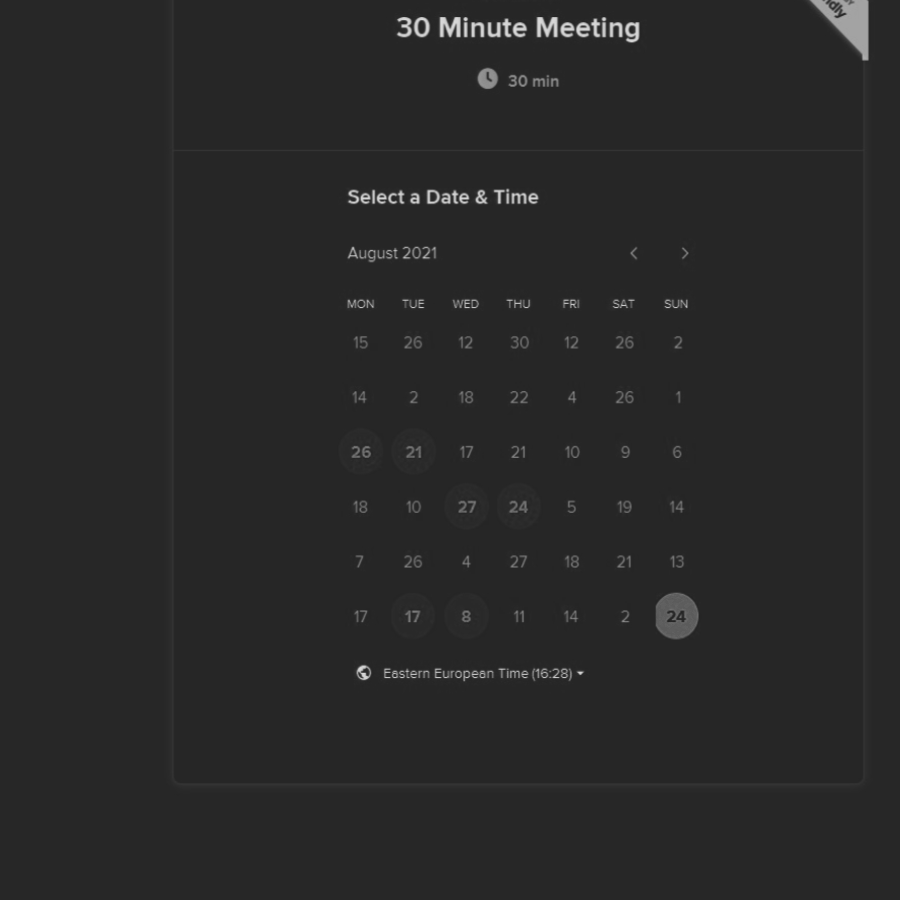 30 Minute Meeting
30 min
Select a Date & Time
August 2021
MON TUE WED THU FRI SAT SUN
15 26 12 30 12 26 2
14 2 18 22 4 26 1
26 21 17 21 10 9 6
18 10 27 24 5 19 14
7 26 4 27 18 21 13
17 17 8 11 14 2 24
Eastern European Time (16:28)